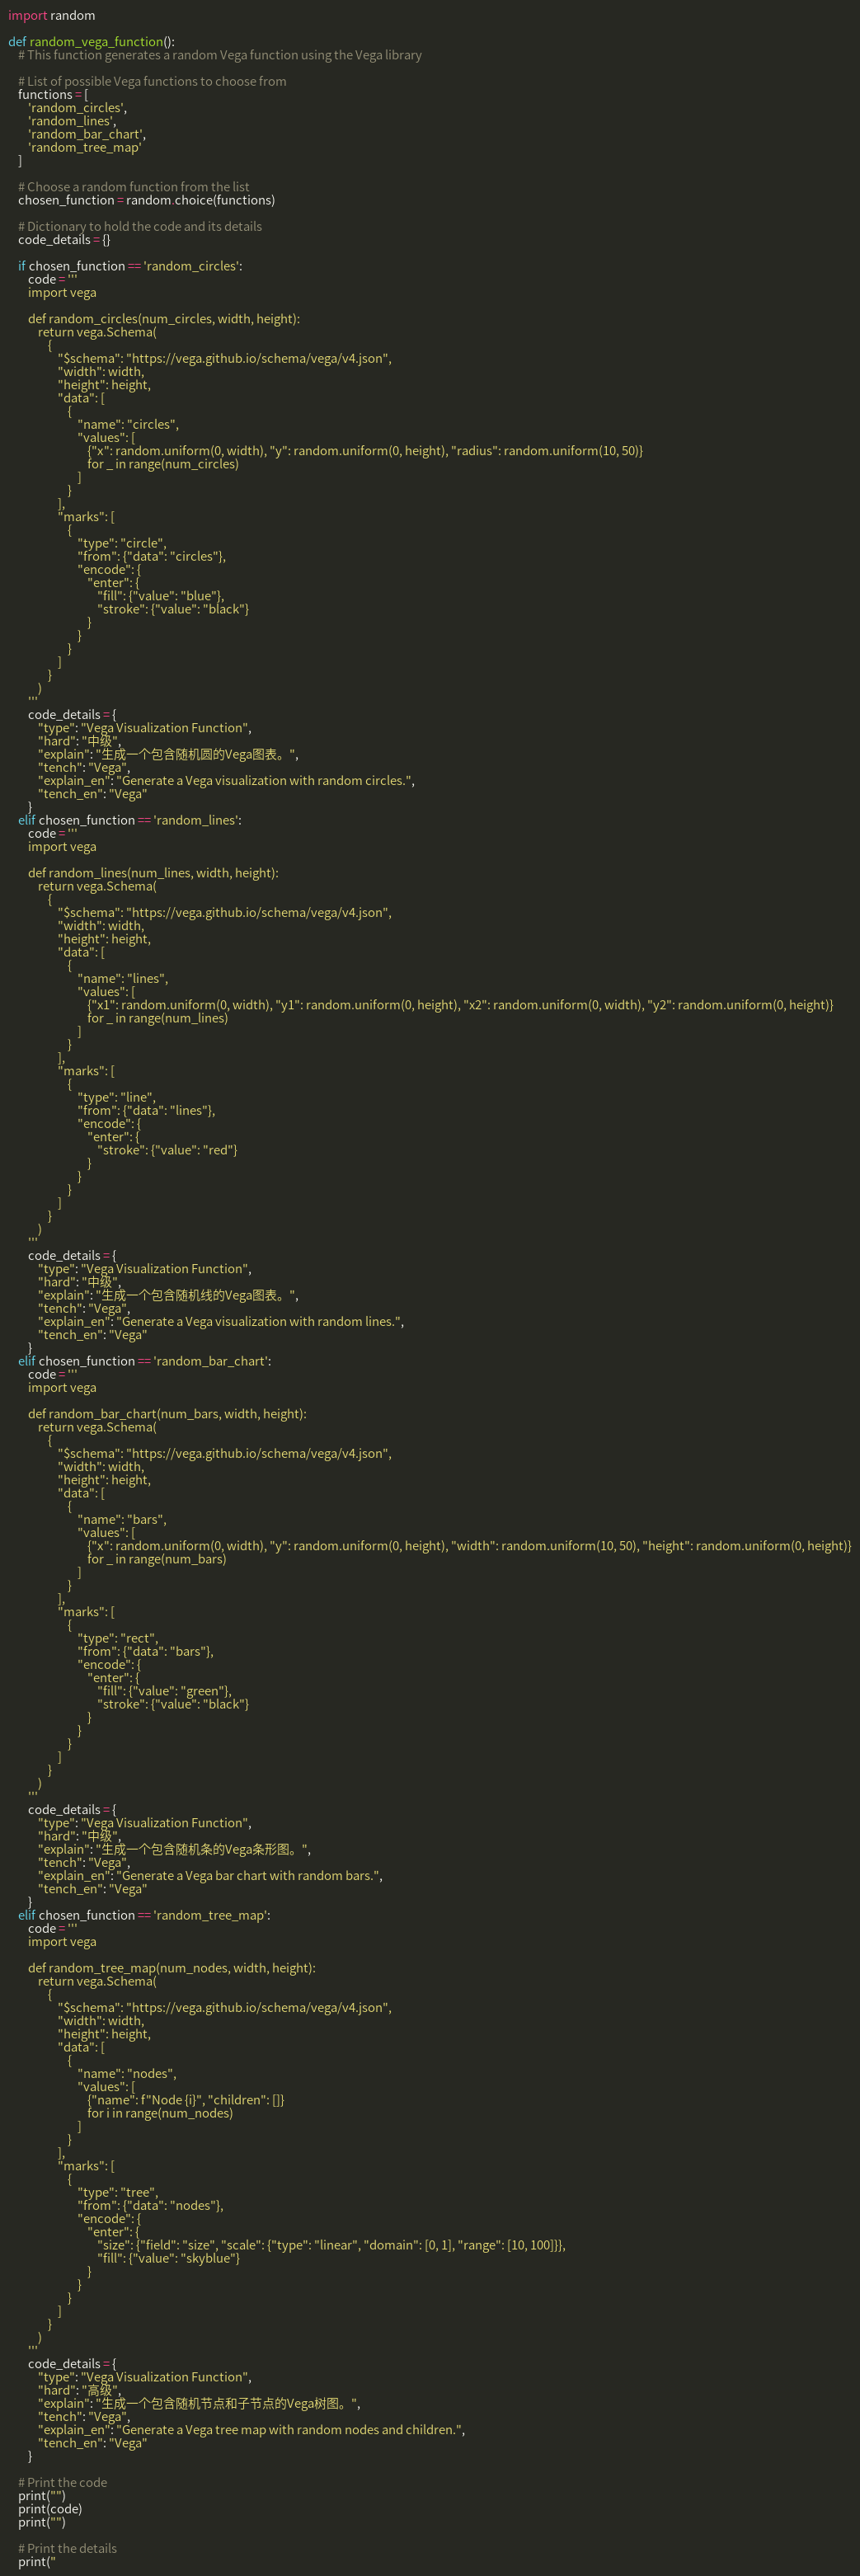 import random

def random_vega_function():
    # This function generates a random Vega function using the Vega library

    # List of possible Vega functions to choose from
    functions = [
        'random_circles',
        'random_lines',
        'random_bar_chart',
        'random_tree_map'
    ]

    # Choose a random function from the list
    chosen_function = random.choice(functions)

    # Dictionary to hold the code and its details
    code_details = {}

    if chosen_function == 'random_circles':
        code = '''
        import vega

        def random_circles(num_circles, width, height):
            return vega.Schema(
                {
                    "$schema": "https://vega.github.io/schema/vega/v4.json",
                    "width": width,
                    "height": height,
                    "data": [
                        {
                            "name": "circles",
                            "values": [
                                {"x": random.uniform(0, width), "y": random.uniform(0, height), "radius": random.uniform(10, 50)}
                                for _ in range(num_circles)
                            ]
                        }
                    ],
                    "marks": [
                        {
                            "type": "circle",
                            "from": {"data": "circles"},
                            "encode": {
                                "enter": {
                                    "fill": {"value": "blue"},
                                    "stroke": {"value": "black"}
                                }
                            }
                        }
                    ]
                }
            )
        '''
        code_details = {
            "type": "Vega Visualization Function",
            "hard": "中级",
            "explain": "生成一个包含随机圆的Vega图表。",
            "tench": "Vega",
            "explain_en": "Generate a Vega visualization with random circles.",
            "tench_en": "Vega"
        }
    elif chosen_function == 'random_lines':
        code = '''
        import vega

        def random_lines(num_lines, width, height):
            return vega.Schema(
                {
                    "$schema": "https://vega.github.io/schema/vega/v4.json",
                    "width": width,
                    "height": height,
                    "data": [
                        {
                            "name": "lines",
                            "values": [
                                {"x1": random.uniform(0, width), "y1": random.uniform(0, height), "x2": random.uniform(0, width), "y2": random.uniform(0, height)}
                                for _ in range(num_lines)
                            ]
                        }
                    ],
                    "marks": [
                        {
                            "type": "line",
                            "from": {"data": "lines"},
                            "encode": {
                                "enter": {
                                    "stroke": {"value": "red"}
                                }
                            }
                        }
                    ]
                }
            )
        '''
        code_details = {
            "type": "Vega Visualization Function",
            "hard": "中级",
            "explain": "生成一个包含随机线的Vega图表。",
            "tench": "Vega",
            "explain_en": "Generate a Vega visualization with random lines.",
            "tench_en": "Vega"
        }
    elif chosen_function == 'random_bar_chart':
        code = '''
        import vega

        def random_bar_chart(num_bars, width, height):
            return vega.Schema(
                {
                    "$schema": "https://vega.github.io/schema/vega/v4.json",
                    "width": width,
                    "height": height,
                    "data": [
                        {
                            "name": "bars",
                            "values": [
                                {"x": random.uniform(0, width), "y": random.uniform(0, height), "width": random.uniform(10, 50), "height": random.uniform(0, height)}
                                for _ in range(num_bars)
                            ]
                        }
                    ],
                    "marks": [
                        {
                            "type": "rect",
                            "from": {"data": "bars"},
                            "encode": {
                                "enter": {
                                    "fill": {"value": "green"},
                                    "stroke": {"value": "black"}
                                }
                            }
                        }
                    ]
                }
            )
        '''
        code_details = {
            "type": "Vega Visualization Function",
            "hard": "中级",
            "explain": "生成一个包含随机条的Vega条形图。",
            "tench": "Vega",
            "explain_en": "Generate a Vega bar chart with random bars.",
            "tench_en": "Vega"
        }
    elif chosen_function == 'random_tree_map':
        code = '''
        import vega

        def random_tree_map(num_nodes, width, height):
            return vega.Schema(
                {
                    "$schema": "https://vega.github.io/schema/vega/v4.json",
                    "width": width,
                    "height": height,
                    "data": [
                        {
                            "name": "nodes",
                            "values": [
                                {"name": f"Node {i}", "children": []}
                                for i in range(num_nodes)
                            ]
                        }
                    ],
                    "marks": [
                        {
                            "type": "tree",
                            "from": {"data": "nodes"},
                            "encode": {
                                "enter": {
                                    "size": {"field": "size", "scale": {"type": "linear", "domain": [0, 1], "range": [10, 100]}},
                                    "fill": {"value": "skyblue"}
                                }
                            }
                        }
                    ]
                }
            )
        '''
        code_details = {
            "type": "Vega Visualization Function",
            "hard": "高级",
            "explain": "生成一个包含随机节点和子节点的Vega树图。",
            "tench": "Vega",
            "explain_en": "Generate a Vega tree map with random nodes and children.",
            "tench_en": "Vega"
        }

    # Print the code
    print("")
    print(code)
    print("")

    # Print the details
    print("